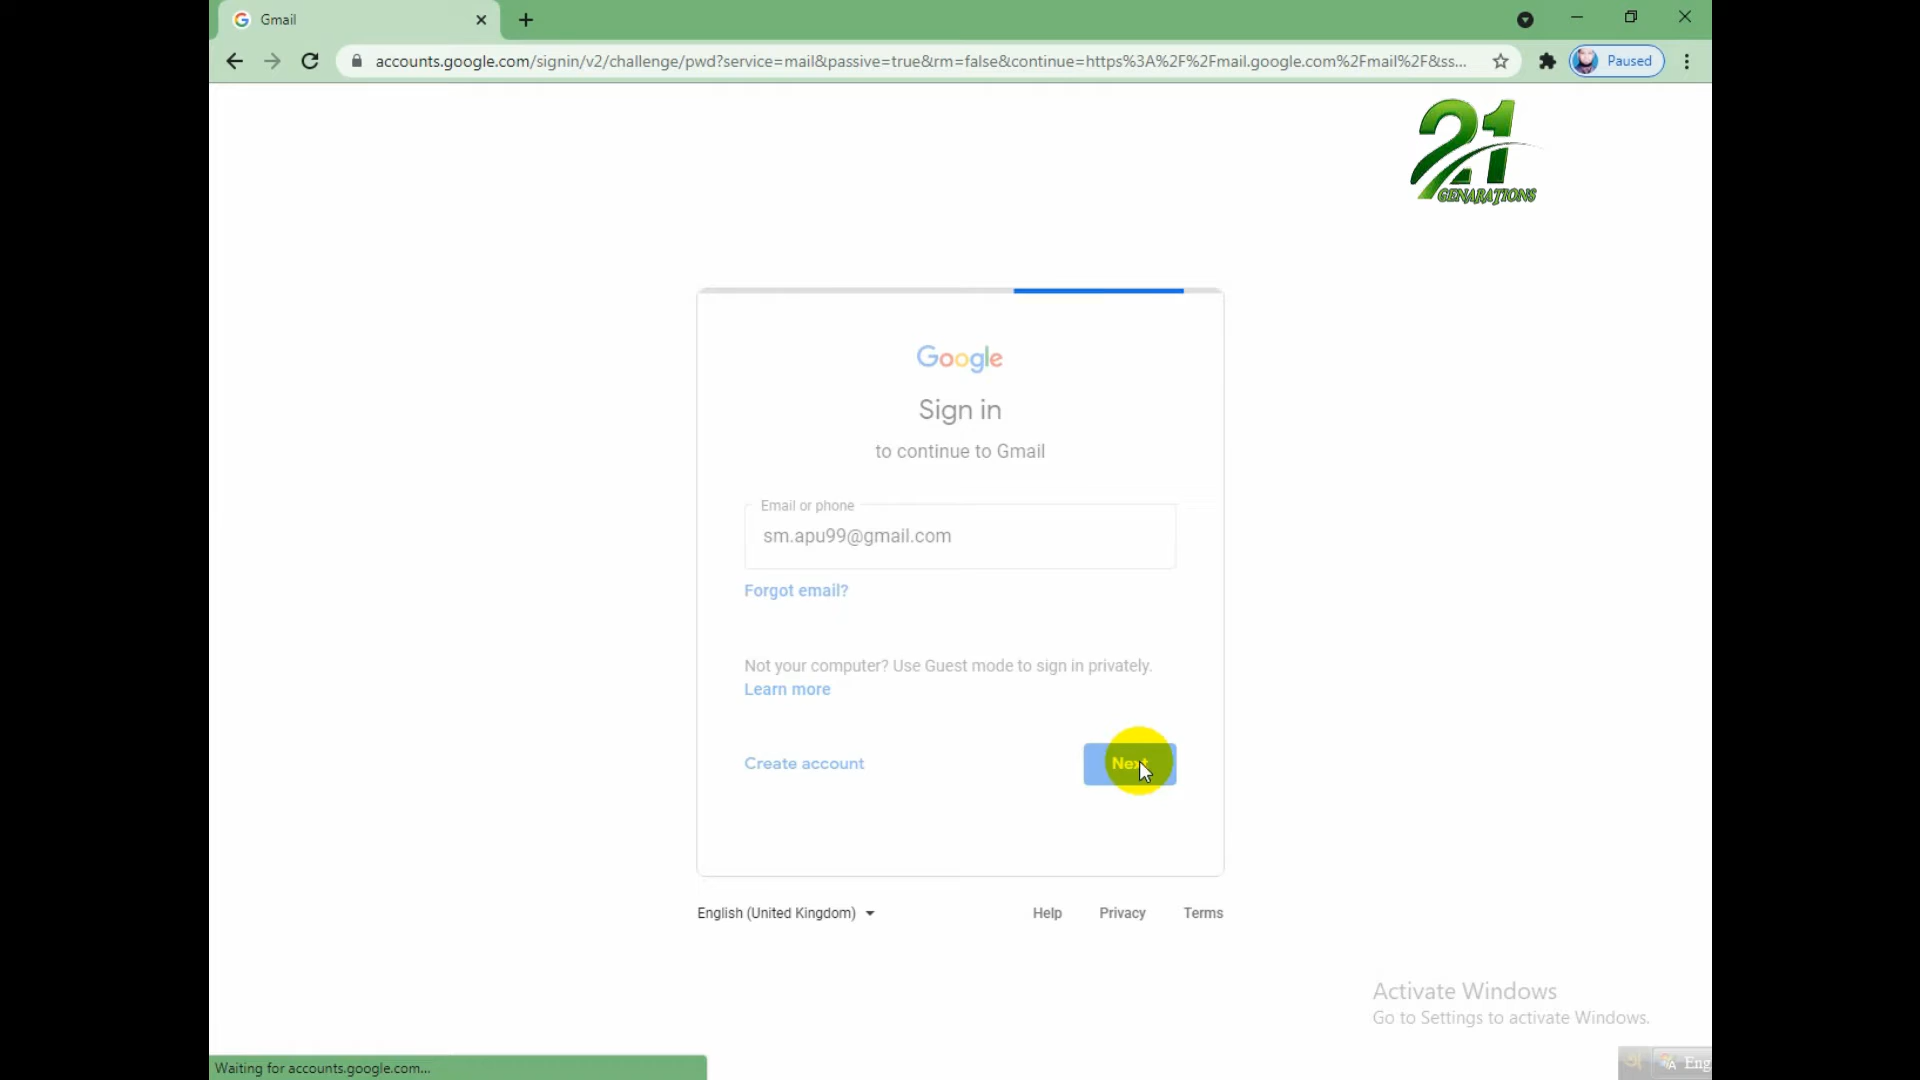 Gmail
accounts.google.com/signin/v2/challenge/pwd?service=mail&passive=true&rm=false&continue=https%3A%2F%2Fmail.google.com%2Fmail%2F&ss...
Paused
21
GENARATIONS
Google
Sign in
to continue to Gmail
Email or phone
sm.apu99@gmail.com
Forgot email?
Not your computer? Use Guest mode to sign in privately.
Learn more
Create account
Next
English (United Kingdom)
Help
Privacy
Terms
Activate Windows
Go to Settings to activate Windows.
Waiting for accounts.google.com...
Eng